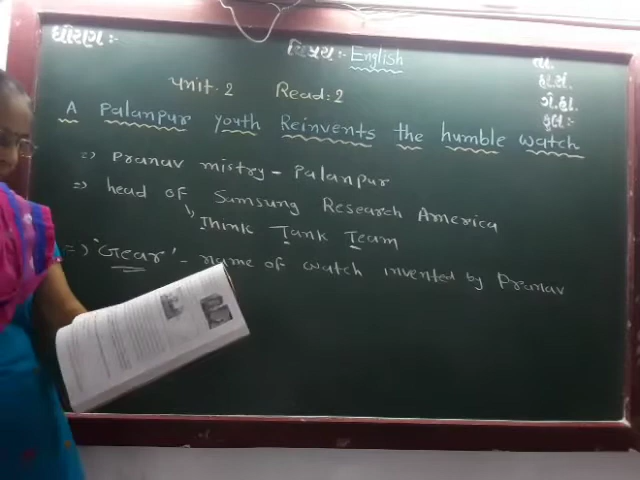 ધોરણ :-
વિષય :- English
તા.
હા.સં.
ગે.હા.
કુલ :-
Unit. 2 Read : 2
A Palanpur youth Reinvents the humble watch
=> Pranav mistry - Palanpur
=> head of Samsung Research America
↳ Think Tank Team
=> 'Gear' - name of watch invented by Pranav